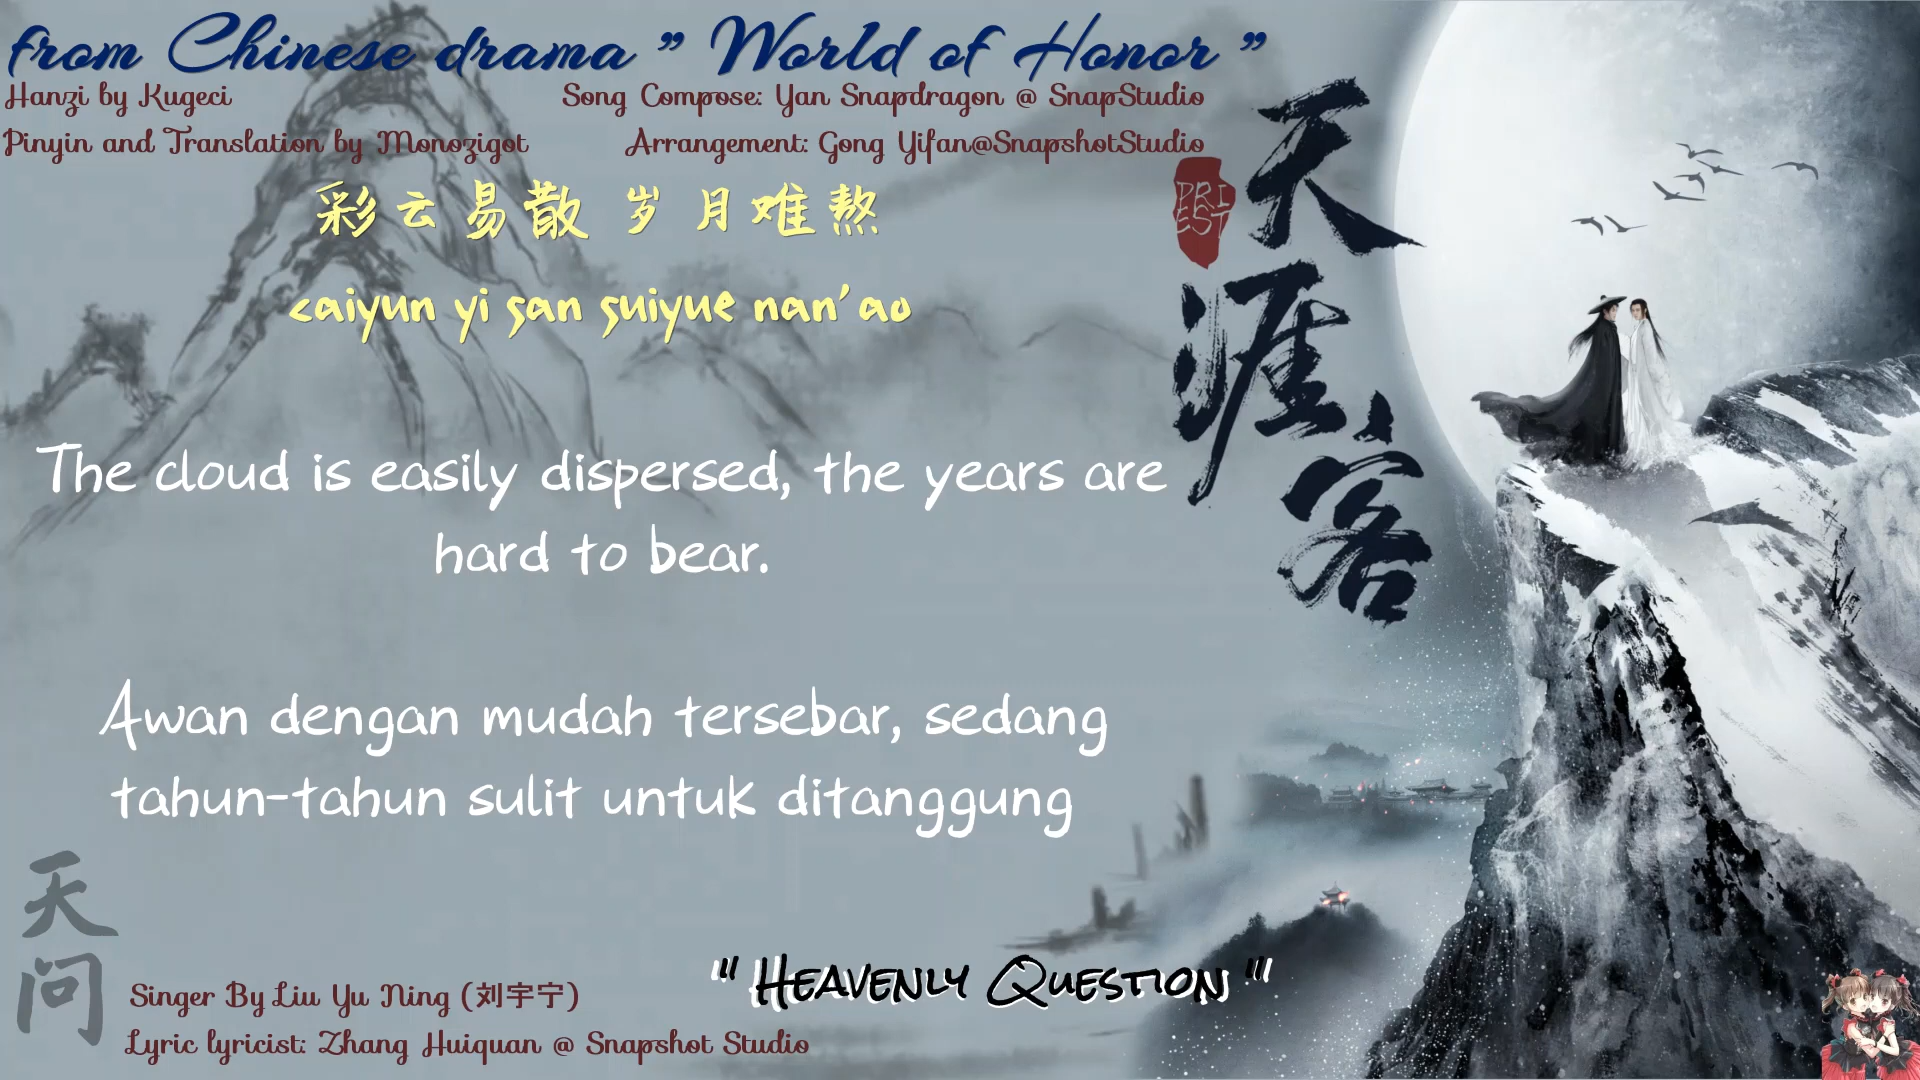 from Chinese drama ” World of Honor ”
Hanzi by Kugeci
Song Compose: Yan Snapdragon @ SnapStudio
Pinyin and Translation by Monozigot
Arrangement: Gong Yifan@SnapshotStudio
彩云易散 岁月难熬
caiyun yi san suiyue nan'ao
The cloud is easily dispersed, the years are
hard to bear.
Awan dengan mudah tersebar, sedang
tahun-tahun sulit untuk ditanggung
天涯客
PRI
EST
天问
" Heavenly Question "
Singer By Liu Yu Ning (刘宇宁)
Lyric lyricist: Zhang Huiquan @ Snapshot Studio